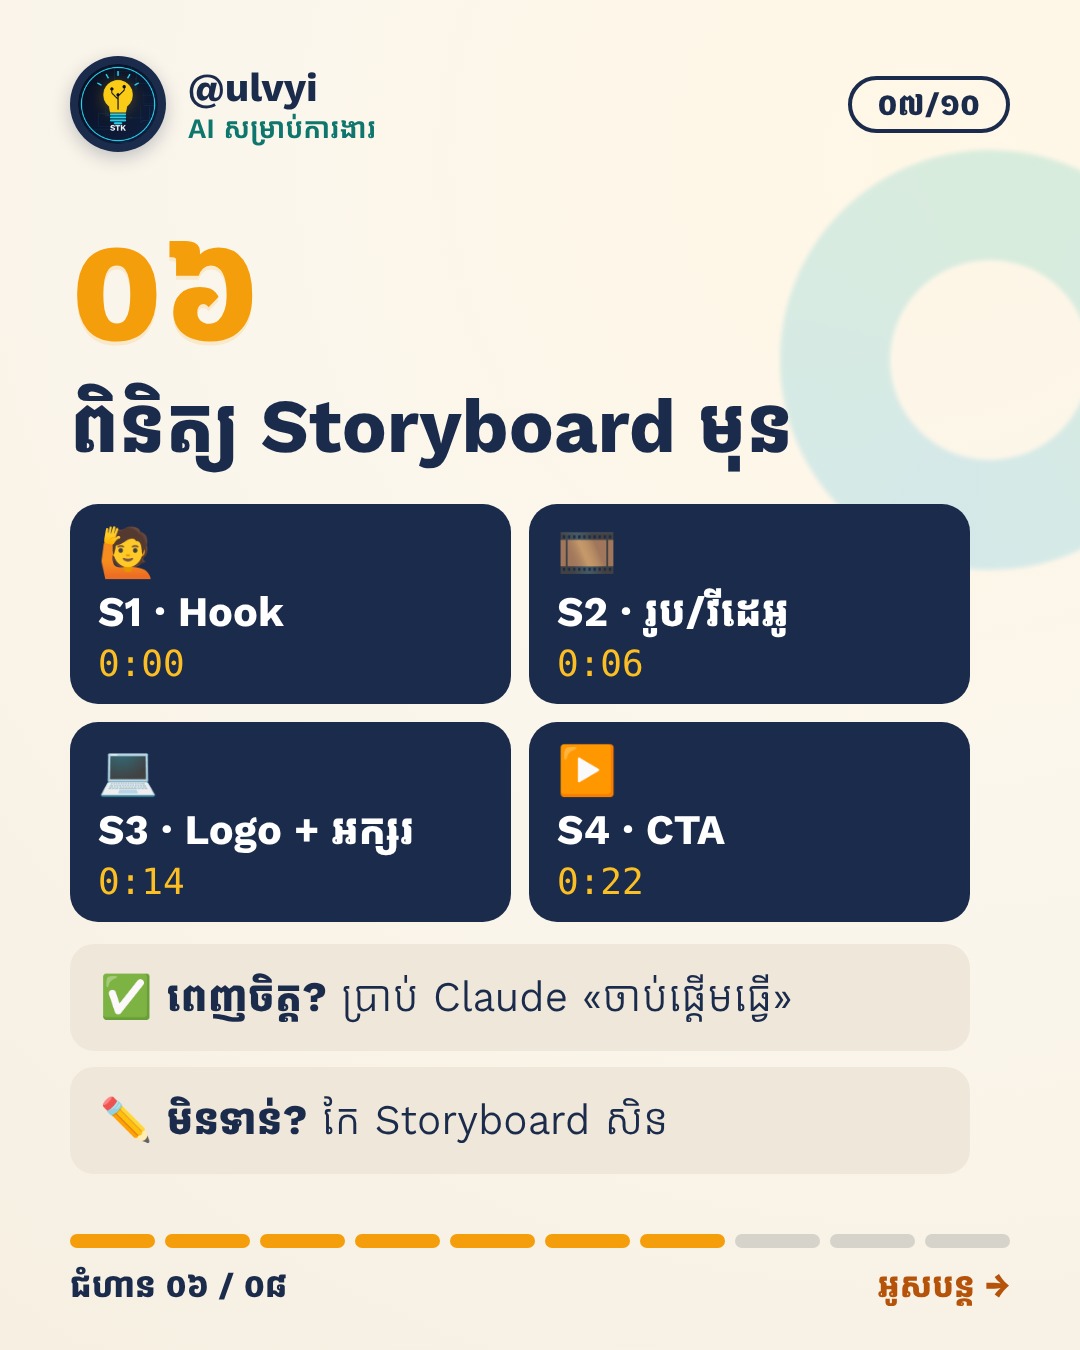 STK
@ulvyi
AI សម្រាប់ការងារ
០៧/១០
០៦
ពិនិត្យ Storyboard មុន
S1 · Hook
0:00
S2 · រូប/វីដេអូ
0:06
S3 · Logo + អក្សរ
0:14
S4 · CTA
0:22
✅ ពេញចិត្ត? ប្រាប់ Claude «ចាប់ផ្តើមធ្វើ»
✏️ មិនទាន់? កែ Storyboard សិន
ជំហាន ០៦ / ០៨
អូសបន្ត →